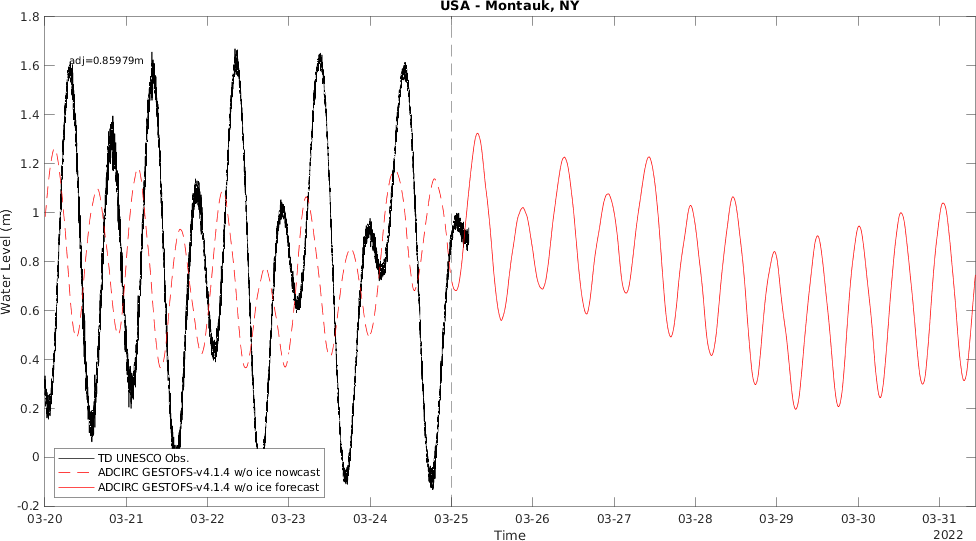 USA - Montauk, NY
1.8
1.6
1.4
1.2
1
0.8
0.6
0.4
0.2
0
-0.2
Water Level (m)
adj=0.85979m
TD UNESCO Obs.
ADCIRC GESTOFS-v4.1.4 w/o ice nowcast
ADCIRC GESTOFS-v4.1.4 w/o ice forecast
03-20 03-21 03-22 03-23 03-24 03-25 03-26 03-27 03-28 03-29 03-30 03-31
Time
2022